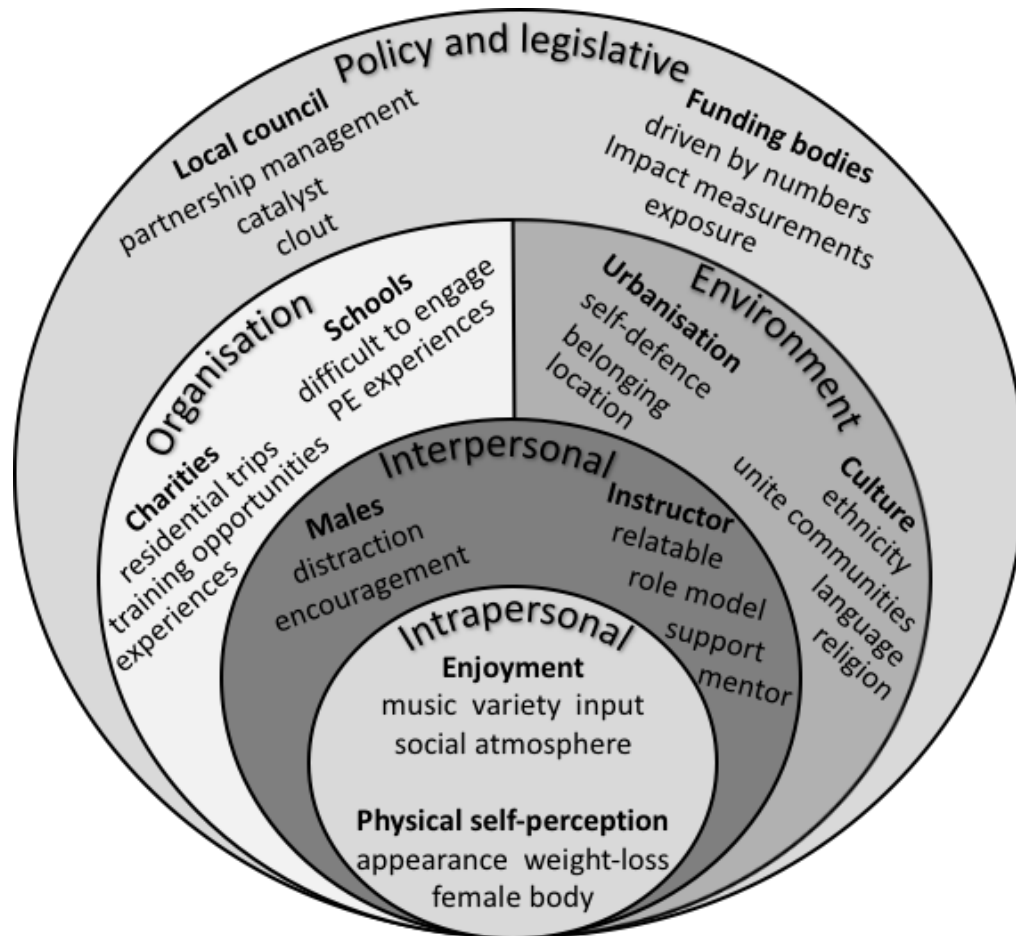 Policy and legislative
Local council
partnership management
catalyst
clout
Funding bodies
driven by numbers
Impact measurements
exposure
Organisation
Schools
difficult to engage
PE experiences
Charities
residential trips
training opportunities
experiences
Environment
Urbanisation
self-defence
belonging
location
Culture
ethnicity
unite communities
language
religion
Interpersonal
Males
distraction
encouragement
Instructor
relatable
role model
support
mentor
Intrapersonal
Enjoyment
music variety input
social atmosphere
Physical self-perception
appearance weight-loss
female body